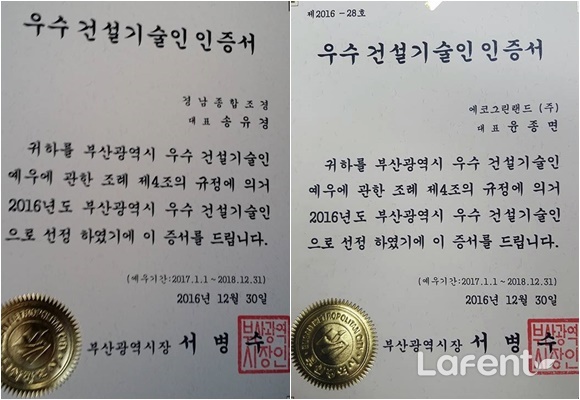 우수 건설기술인 인증서
경남종합조경
대표 송유경
귀하를 부산광역시 우수 건설기술인
예우에 관한 조례 제4조의 규정에 의거
2016년도 부산광역시 우수 건설기술인
으로 선정 하였기에 이 증서를 드립니다.
(예우기간:2017.1.1~2018.12.31)
2016년 12월 30일
부산광역시장 서병수
부산광역
시장인
제2016-28호
우수 건설기술인 인증서
에코그린랜드(주)
대표 윤종면
귀하를 부산광역시 우수 건설기술인
예우에 관한 조례 제4조의 규정에 의거
2016년도 부산광역시 우수 건설기술인
으로 선정 하였기에 이 증서를 드립니다.
(예우기간:2017.1.1~2018.12.31)
2016년 12월 30일
부산광역시장 서병수
부산광역
시장인
Lafent